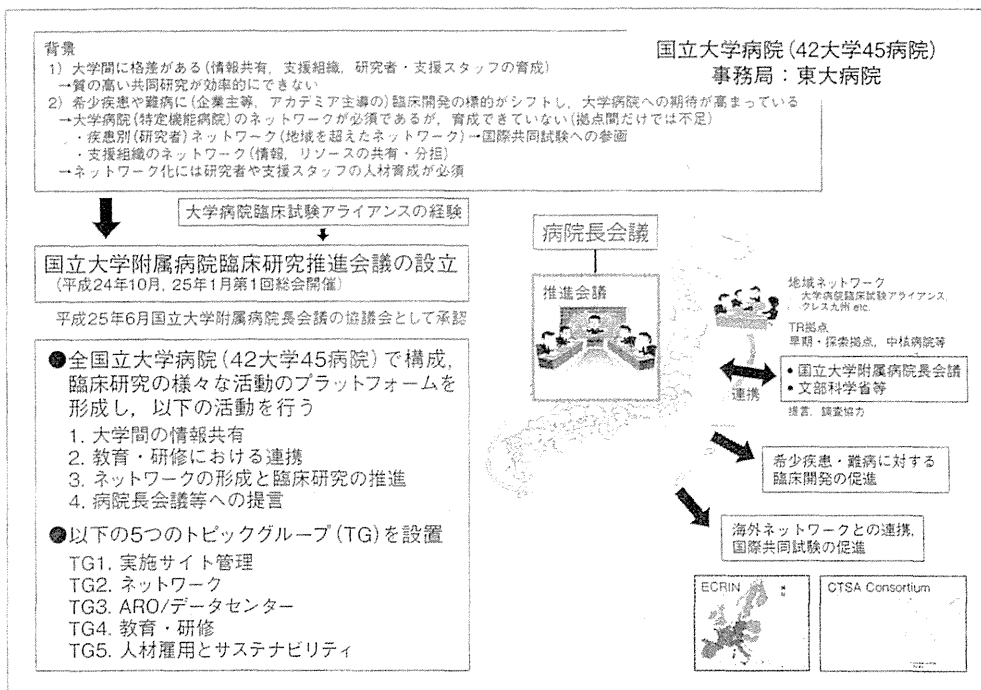 国立大学病院(42大学45病院)
事務局:東大病院
背景
1) 大学間に格差がある(情報共有, 支援組織, 研究者・支援スタッフの育成)
→質の高い共同研究が効率的にできない
2) 希少疾患や難病に(企業主等, アカデミア主導の)臨床開発の標的がシフトし, 大学病院への期待が高まっている
→大学病院(特定機能病院)のネットワークが必須であるが, 育成できていない(拠点間だけでは不足)
・疾患別(研究者)ネットワーク(地域を超えたネットワーク)→国際共同試験への参画
・支援組織のネットワーク(情報, リソースの共有・分担)
→ネットワーク化には研究者や支援スタッフの人材育成が必須
大学病院臨床試験アライアンスの経験
国立大学附属病院臨床研究推進会議の設立
(平成24年10月, 25年1月第1回総会開催)
平成25年6月国立大学附属病院長会議の協議会として承認
●全国立大学病院(42大学45病院)で構成,
臨床研究の様々な活動のプラットフォームを
形成し, 以下の活動を行う
1. 大学間の情報共有
2. 教育・研修における連携
3. ネットワークの形成と臨床研究の推進
4. 病院長会議等への提言
●以下の5つのトピックグループ(TG)を設置
TG1. 実施サイト管理
TG2. ネットワーク
TG3. ARO/データセンター
TG4. 教育・研修
TG5. 人材雇用とサステナビリティ
病院長会議
推進会議
地域ネットワーク
大学病院臨床試験アライアンス,
クレス九州 etc.
TR拠点
早期・探索拠点, 中核病院等
連携
・国立大学附属病院長会議
・文部科学省等
提言, 調査協力
希少疾患・難病に対する
臨床開発の促進
海外ネットワークとの連携,
国際共同試験の促進
ECRIN
CTSA Consortium